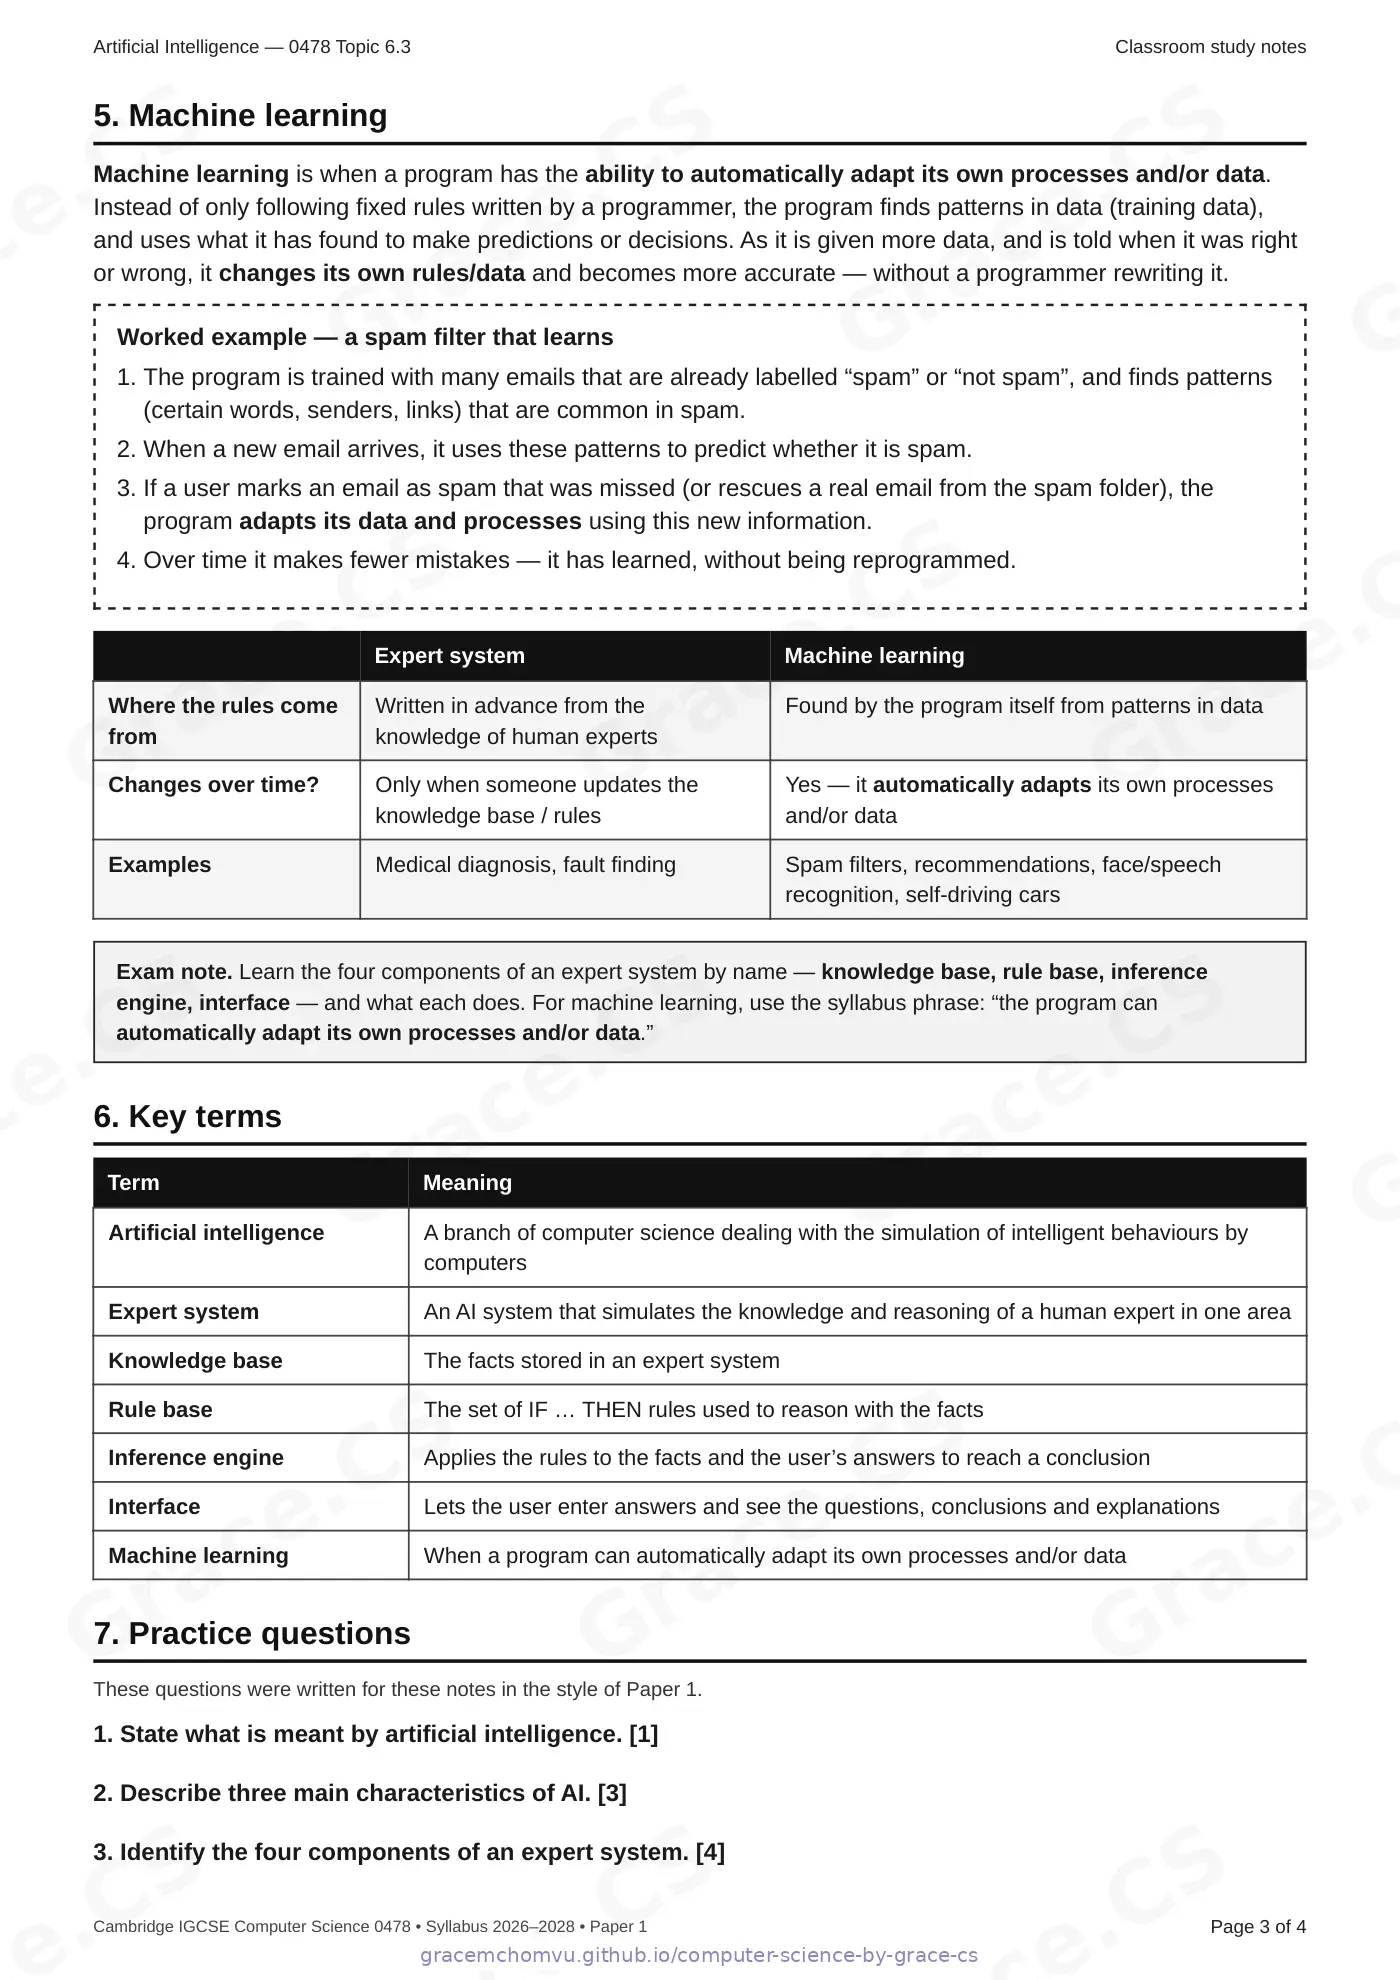 Artificial Intelligence — 0478 Topic 6.3
Classroom study notes
5. Machine learning
Machine learning is when a program has the ability to automatically adapt its own processes and/or data.
Instead of only following fixed rules written by a programmer, the program finds patterns in data (training data),
and uses what it has found to make predictions or decisions. As it is given more data, and is told when it was right
or wrong, it changes its own rules/data and becomes more accurate — without a programmer rewriting it.
Worked example — a spam filter that learns
1. The program is trained with many emails that are already labelled “spam” or “not spam”, and finds patterns
(certain words, senders, links) that are common in spam.
2. When a new email arrives, it uses these patterns to predict whether it is spam.
3. If a user marks an email as spam that was missed (or rescues a real email from the spam folder), the
program adapts its data and processes using this new information.
4. Over time it makes fewer mistakes — it has learned, without being reprogrammed.
Expert system
Machine learning
Where the rules come
from
Written in advance from the
knowledge of human experts
Found by the program itself from patterns in data
Changes over time?
Only when someone updates the
knowledge base / rules
Yes — it automatically adapts its own processes
and/or data
Examples
Medical diagnosis, fault finding
Spam filters, recommendations, face/speech
recognition, self-driving cars
Exam note. Learn the four components of an expert system by name — knowledge base, rule base, inference
engine, interface — and what each does. For machine learning, use the syllabus phrase: “the program can
automatically adapt its own processes and/or data.”
6. Key terms
Term
Meaning
Artificial intelligence
A branch of computer science dealing with the simulation of intelligent behaviours by
computers
Expert system
An AI system that simulates the knowledge and reasoning of a human expert in one area
Knowledge base
The facts stored in an expert system
Rule base
The set of IF … THEN rules used to reason with the facts
Inference engine
Applies the rules to the facts and the user’s answers to reach a conclusion
Interface
Lets the user enter answers and see the questions, conclusions and explanations
Machine learning
When a program can automatically adapt its own processes and/or data
7. Practice questions
These questions were written for these notes in the style of Paper 1.
1. State what is meant by artificial intelligence. [1]
2. Describe three main characteristics of AI. [3]
3. Identify the four components of an expert system. [4]
Cambridge IGCSE Computer Science 0478 • Syllabus 2026–2028 • Paper 1
Page 3 of 4
gracemchomvu.github.io/computer-science-by-grace-cs
Grace.CS